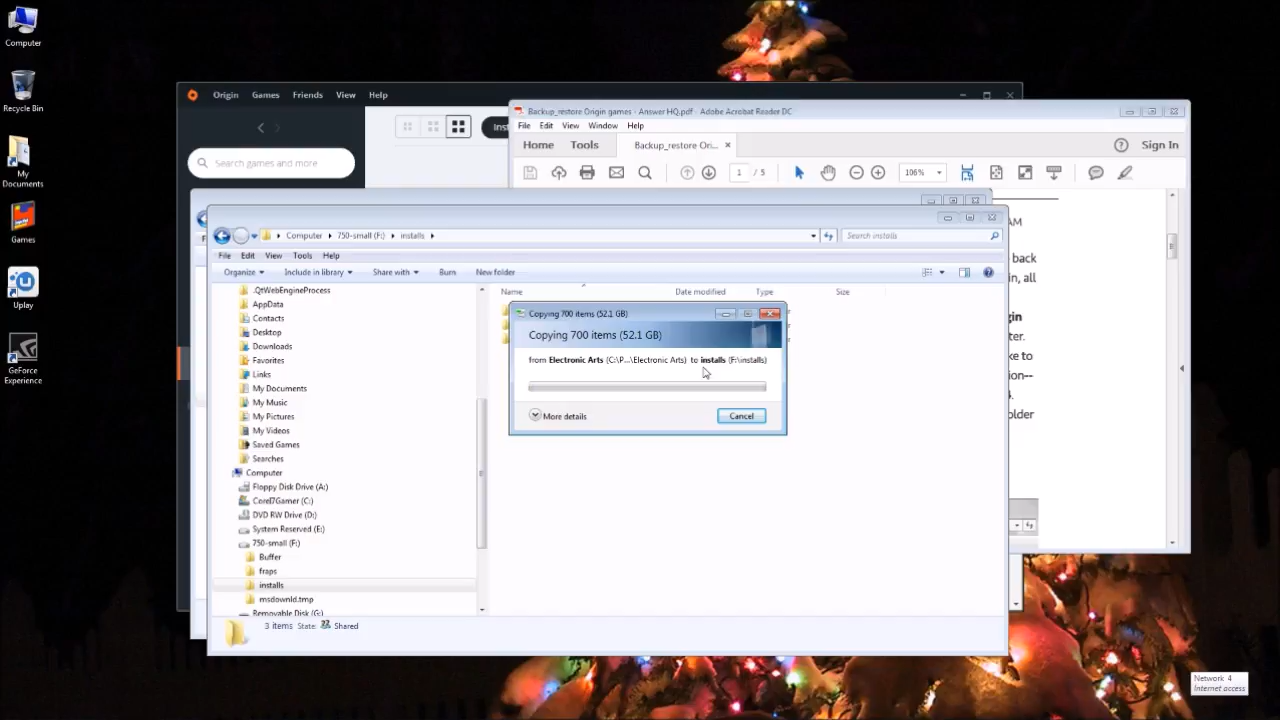 Computer
Recycle Bin
My Documents
Games
Uplay
GeForce Experience
Origin Games Friends View Help
Search games and more
Inst
Backup_restore Origin games - Answer HQ.pdf - Adobe Acrobat Reader DC
File Edit View Window Help
Home Tools Backup_restore Ori... × Sign In
1 / 5 106%
AM
back
in, all
gin
ter.
ke to
ion--
4.
older
Computer 750-small (F:) installs
Search installs
File Edit View Tools Help
Organize Include in library Share with Burn New folder
Name Date modified Type Size
.QtWebEngineProcess
AppData
Contacts
Desktop
Downloads
Favorites
Links
My Documents
My Music
My Pictures
My Videos
Saved Games
Searches
Computer
Floppy Disk Drive (A:)
CoreI7Gamer (C:)
DVD RW Drive (D:)
System Reserved (E:)
750-small (F:)
Buffer
fraps
installs
msdownld.tmp
Removable Disk (G:)
3 items State: Shared
Copying 700 items (52.1 GB)
Copying 700 items (52.1 GB)
from Electronic Arts (C:\P...\Electronic Arts) to installs (F:\installs)
More details
Cancel
Network 4
Internet access